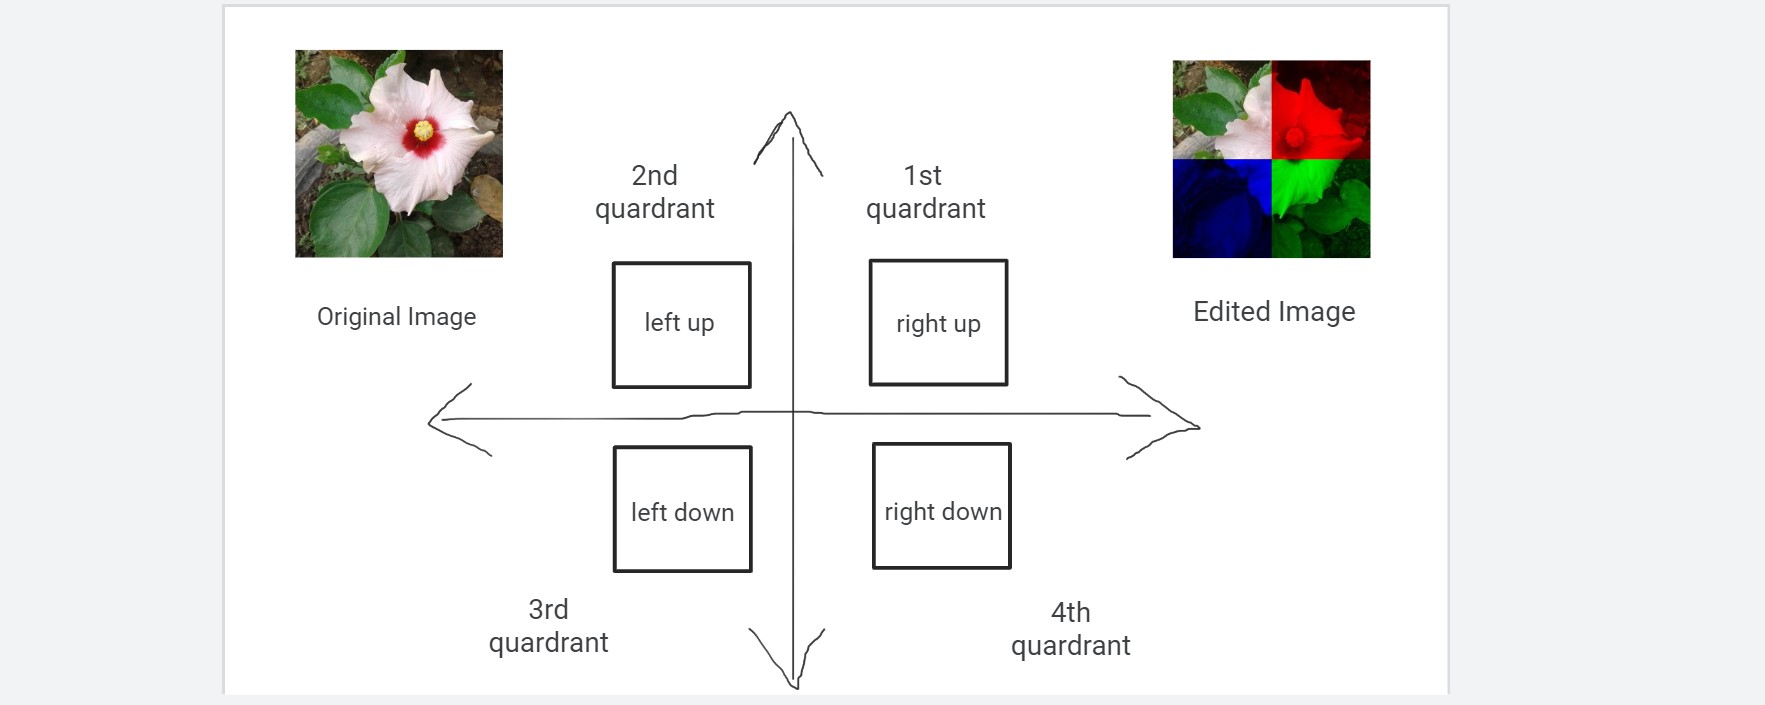 2nd
quardrant
1st
quardrant
Original Image
left up
right up
Edited Image
left down
right down
3rd
quardrant
4th
quardrant